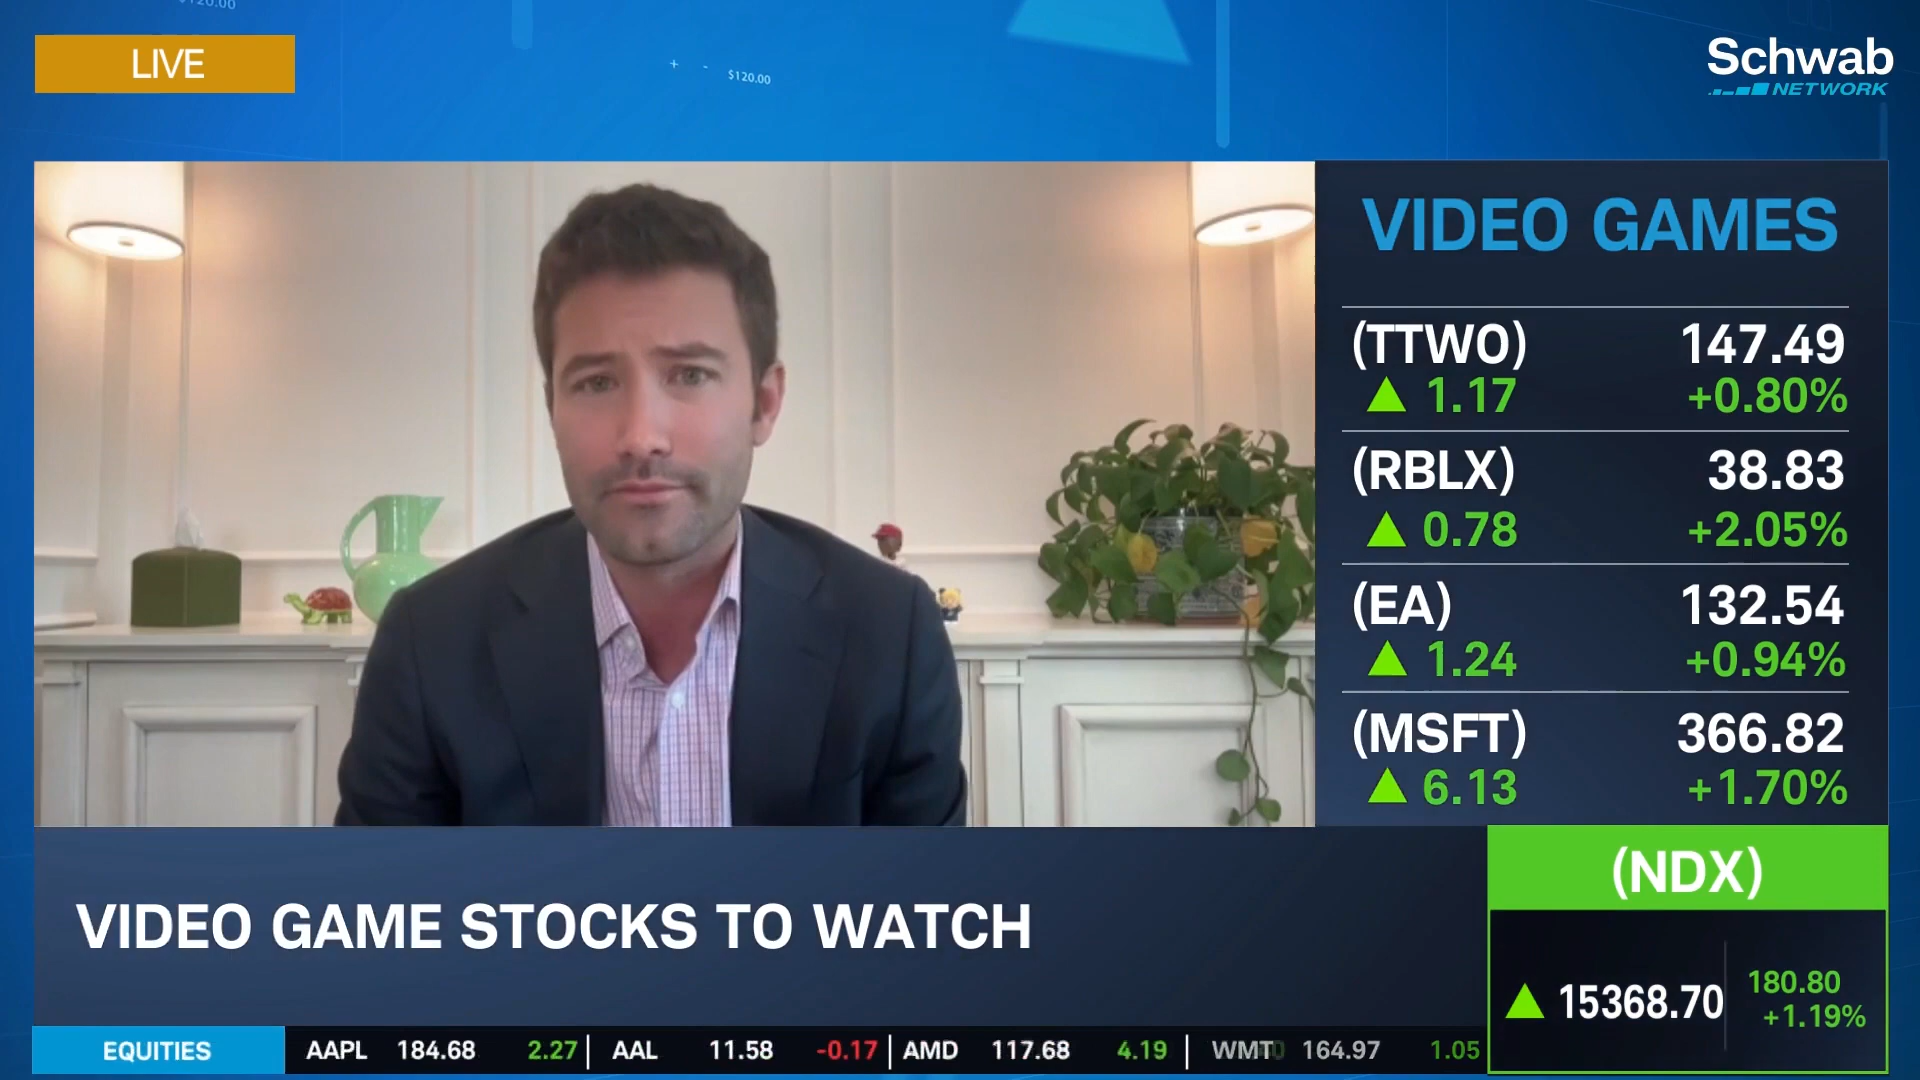 $120.00
LIVE
+ - $120.00
Schwab
NETWORK
VIDEO GAMES
(TTWO) 147.49
▲ 1.17 +0.80%
(RBLX) 38.83
▲ 0.78 +2.05%
(EA) 132.54
▲ 1.24 +0.94%
(MSFT) 366.82
▲ 6.13 +1.70%
VIDEO GAME STOCKS TO WATCH
(NDX)
▲ 15368.70 180.80
+1.19%
EQUITIES AAPL 184.68 2.27 | AAL 11.58 -0.17 | AMD 117.68 4.19 | WMT 164.97 1.05